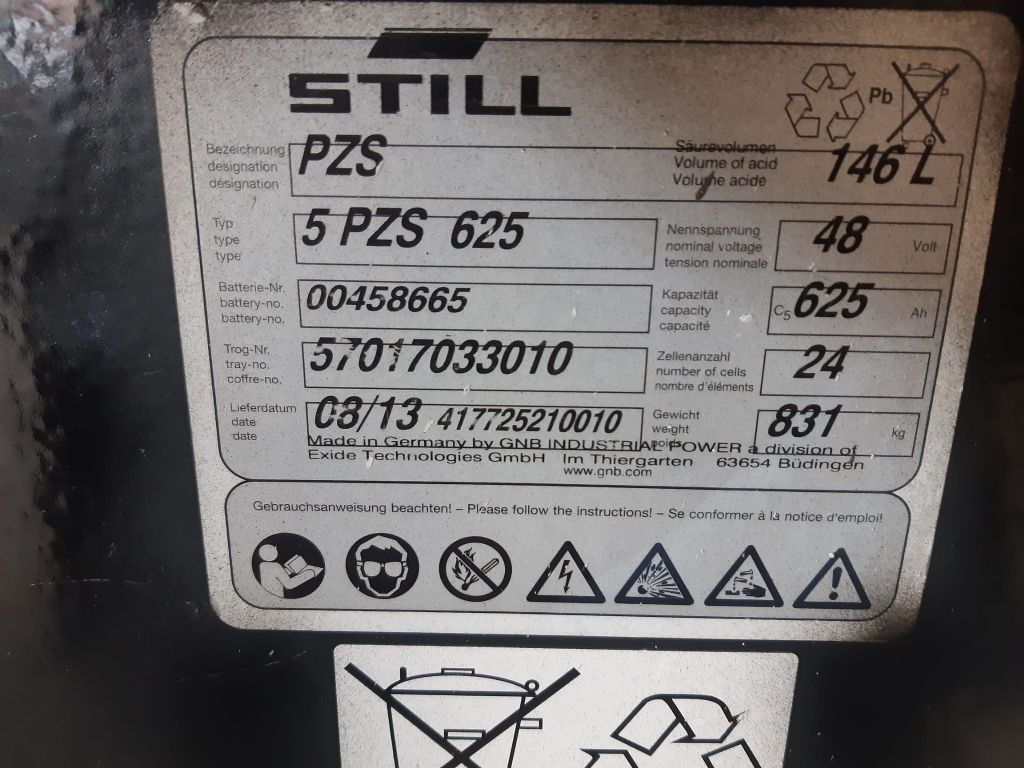 STILL
Pb
Bezeichnung
designation
désignation
PZS
Säurevolumen
Volume of acid
Volume acide
146 L
Typ
type
type
5 PZS 625
Nennspannung
nominal voltage
tension nominale
48 Volt
Batterie-Nr.
battery-no.
battery-no.
00458665
Kapazität
capacity
capacité
C5 625 Ah
Trog-Nr.
tray-no.
coffre-no.
57017033010
Zellenanzahl
number of cells
nombre d'éléments
24
Lieferdatum
date
date
08/13 417725210010
Gewicht
weight
poids
831 kg
Made in Germany by GNB INDUSTRIAL POWER a division of
Exide Technologies GmbH Im Thiergarten 63654 Büdingen
www.gnb.com
Gebrauchsanweisung beachten! – Please follow the instructions! – Se conformer à la notice d'emploi!